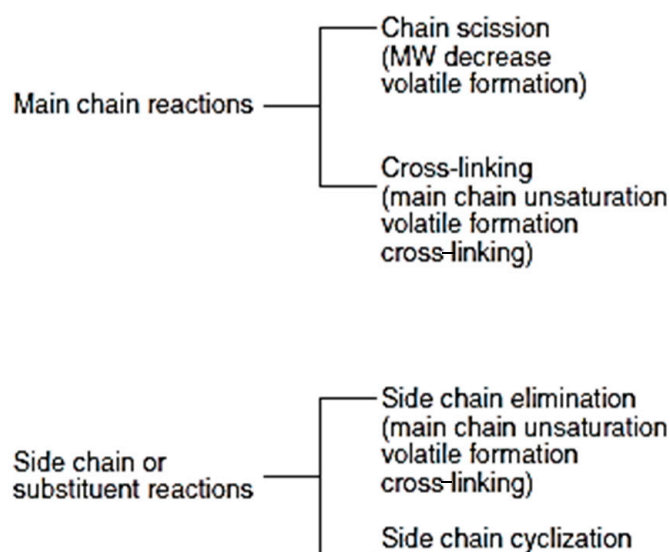 Chain scission
(MW decrease
volatile formation)
Main chain reactions
Cross-linking
(main chain unsaturation
volatile formation
cross-linking)
Side chain elimination
(main chain unsaturation
volatile formation
cross-linking)
Side chain or
substituent reactions
Side chain cyclization